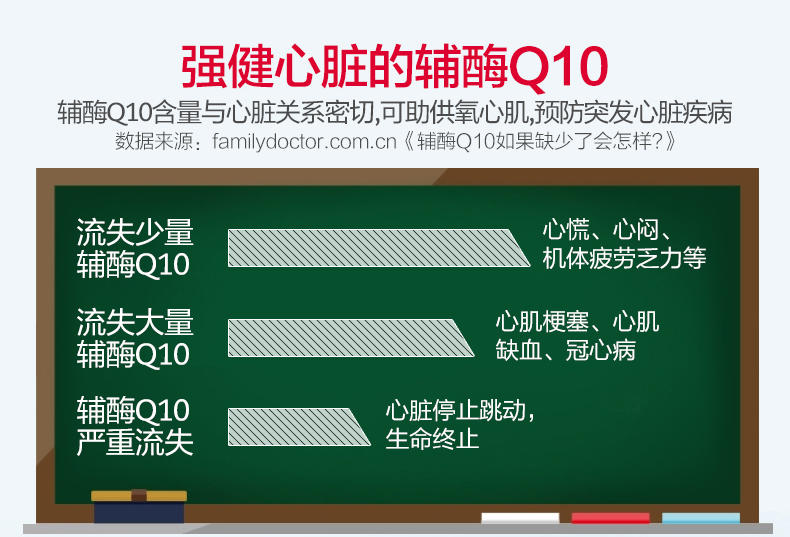 强健心脏的辅酶Q10
辅酶Q10含量与心脏关系密切,可助供氧心肌,预防突发心脏疾病
数据来源：familydoctor.com.cn《辅酶Q10如果缺少了会怎样?》
流失少量
辅酶Q10
心慌、心闷、
机体疲劳乏力等
流失大量
辅酶Q10
心肌梗塞、心肌
缺血、冠心病
辅酶Q10
严重流失
心脏停止跳动，
生命终止